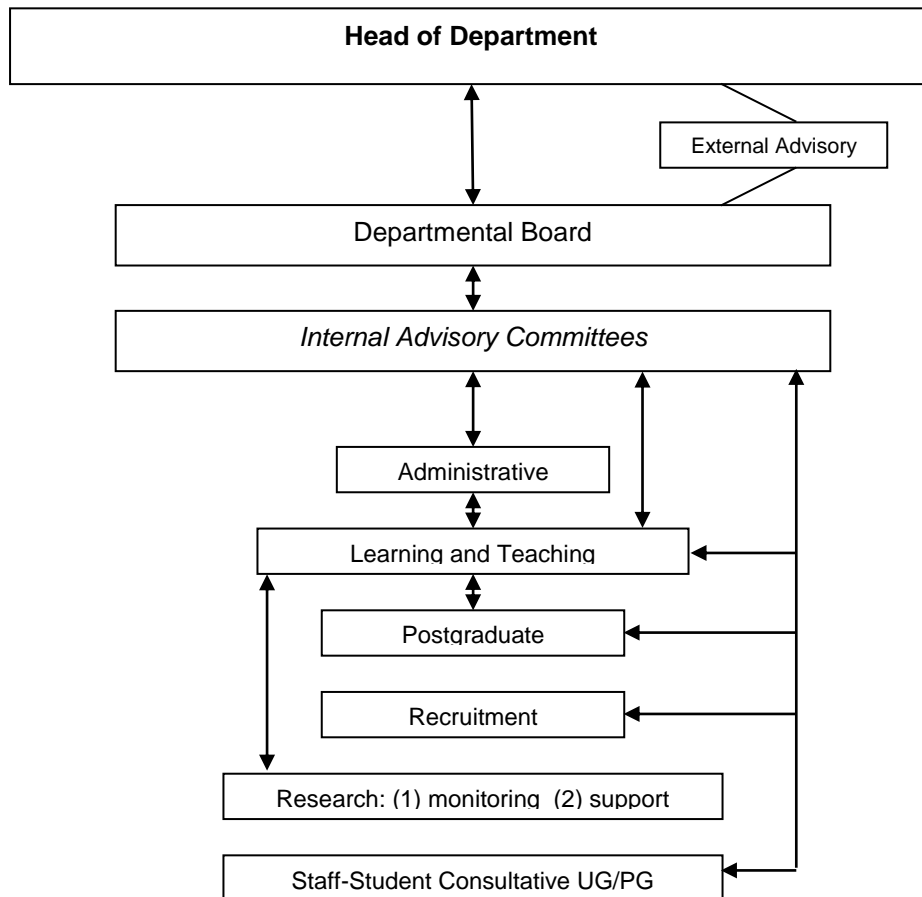 Head of Department
External Advisory
Departmental Board
Internal Advisory Committees
Administrative
Learning and Teaching
Postgraduate
Recruitment
Research: (1) monitoring (2) support
Staff-Student Consultative UG/PG